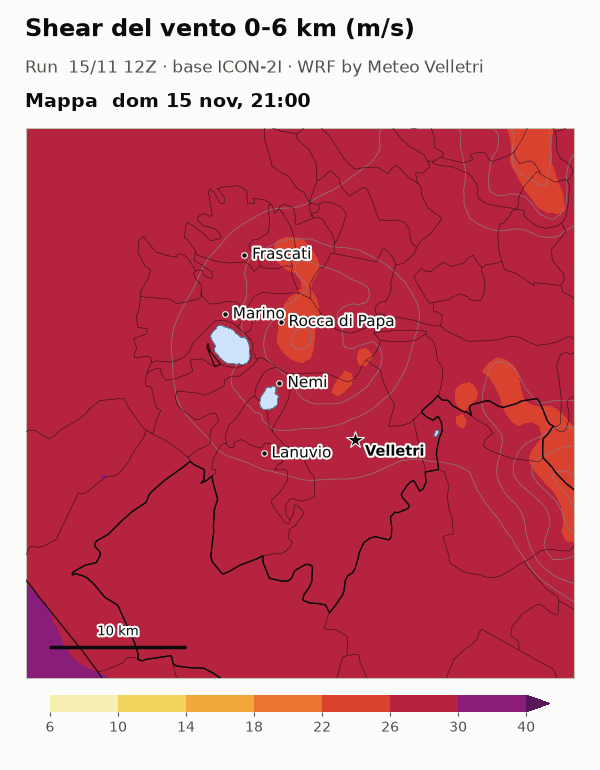 Shear del vento 0-6 km (m/s)
Run  15/11 12Z · base ICON-2I · WRF by Meteo Velletri
Mappa  dom 15 nov, 21:00
Frascati
Marino
Rocca di Papa
Nemi
Velletri
Lanuvio
10 km
6 10 14 18 22 26 30 40